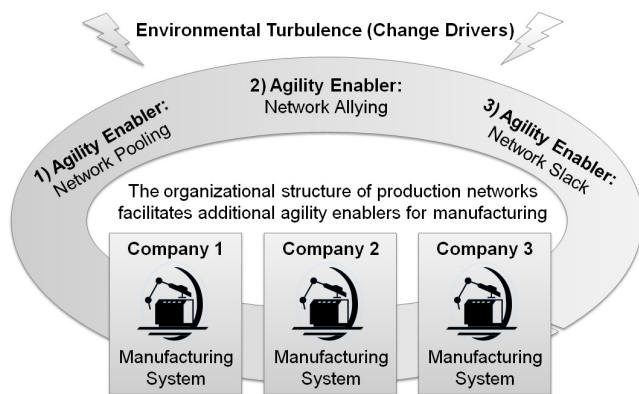 Environmental Turbulence (Change Drivers)
1) Agility Enabler:
Network Pooling
2) Agility Enabler:
Network Allying
3) Agility Enabler:
Network Slack
The organizational structure of production networks
facilitates additional agility enablers for manufacturing
Company 1
Manufacturing
System
Company 2
Manufacturing
System
Company 3
Manufacturing
System